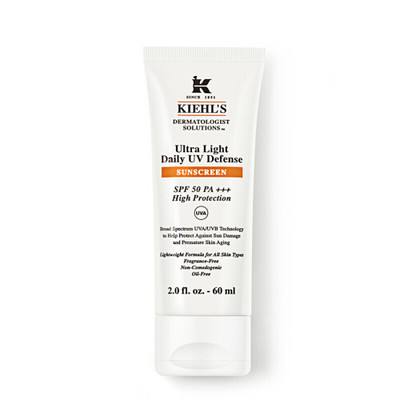 K
SINCE 1851
KIEHL'S
DERMATOLOGIST
SOLUTIONS™
Ultra Light
Daily UV Defense
SUNSCREEN
SPF 50 PA +++
High Protection
UVA
Broad Spectrum UVA/UVB Technology
to Help Protect Against Sun Damage
and Premature Skin Aging
Lightweight Formula for All Skin Types
Fragrance-Free
Non-Comedogenic
Oil-Free
2.0 fl. oz. - 60 ml